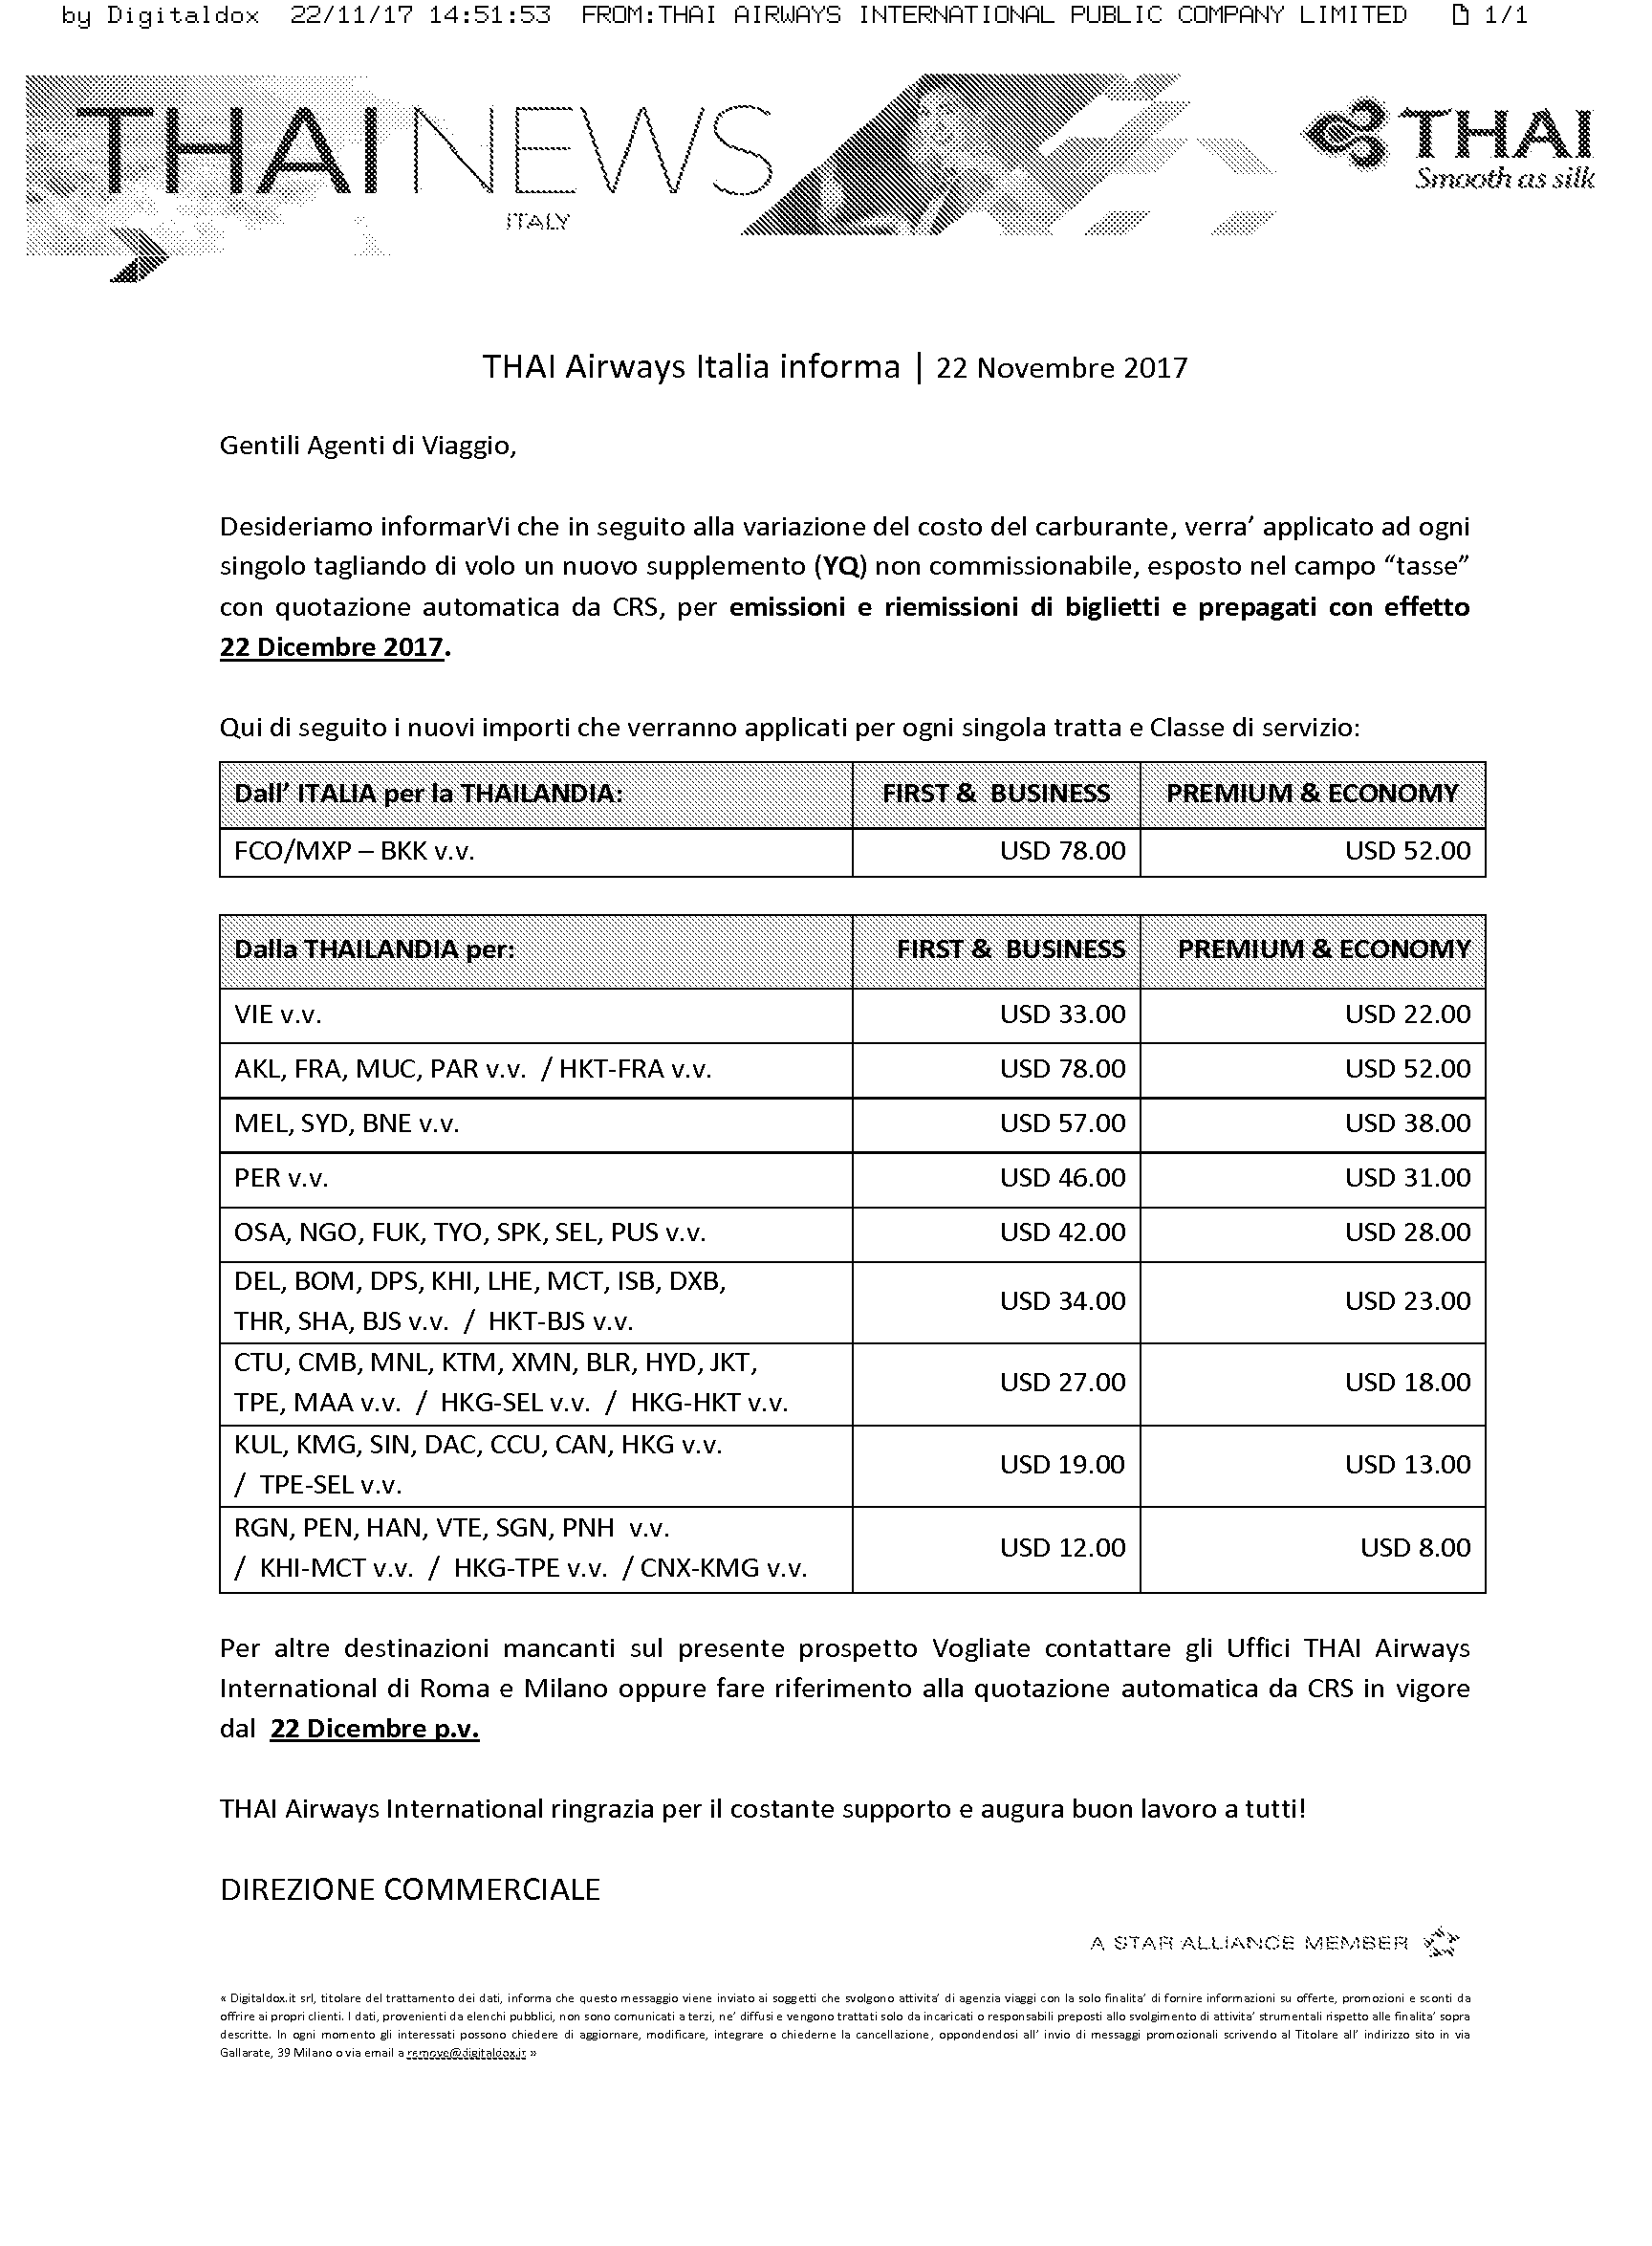 by Digitaldox 22/11/17 14:51:53 FROM:THAI AIRWAYS INTERNATIONAL PUBLIC COMPANY LIMITED 1/1
THAI NEWS
ITALY
THAI
Smooth as silk
THAI Airways Italia informa | 22 Novembre 2017
Gentili Agenti di Viaggio,
Desideriamo informarVi che in seguito alla variazione del costo del carburante, verra’ applicato ad ogni
singolo tagliando di volo un nuovo supplemento (YQ) non commissionabile, esposto nel campo “tasse”
con quotazione automatica da CRS, per emissioni e riemissioni di biglietti e prepagati con effetto
22 Dicembre 2017.
Qui di seguito i nuovi importi che verranno applicati per ogni singola tratta e Classe di servizio:
Dall’ ITALIA per la THAILANDIA: FIRST & BUSINESS PREMIUM & ECONOMY
FCO/MXP – BKK v.v. USD 78.00 USD 52.00
Dalla THAILANDIA per: FIRST & BUSINESS PREMIUM & ECONOMY
VIE v.v. USD 33.00 USD 22.00
AKL, FRA, MUC, PAR v.v. / HKT-FRA v.v. USD 78.00 USD 52.00
MEL, SYD, BNE v.v. USD 57.00 USD 38.00
PER v.v. USD 46.00 USD 31.00
OSA, NGO, FUK, TYO, SPK, SEL, PUS v.v. USD 42.00 USD 28.00
DEL, BOM, DPS, KHI, LHE, MCT, ISB, DXB,
THR, SHA, BJS v.v. / HKT-BJS v.v. USD 34.00 USD 23.00
CTU, CMB, MNL, KTM, XMN, BLR, HYD, JKT,
TPE, MAA v.v. / HKG-SEL v.v. / HKG-HKT v.v. USD 27.00 USD 18.00
KUL, KMG, SIN, DAC, CCU, CAN, HKG v.v.
/ TPE-SEL v.v. USD 19.00 USD 13.00
RGN, PEN, HAN, VTE, SGN, PNH v.v.
/ KHI-MCT v.v. / HKG-TPE v.v. / CNX-KMG v.v. USD 12.00 USD 8.00
Per altre destinazioni mancanti sul presente prospetto Vogliate contattare gli Uffici THAI Airways
International di Roma e Milano oppure fare riferimento alla quotazione automatica da CRS in vigore
dal 22 Dicembre p.v.
THAI Airways International ringrazia per il costante supporto e augura buon lavoro a tutti!
DIREZIONE COMMERCIALE
A STAR ALLIANCE MEMBER
« Digitaldox.it srl, titolare del trattamento dei dati, informa che questo messaggio viene inviato ai soggetti che svolgono attivita’ di agenzia viaggi con la solo finalita’ di fornire informazioni su offerte, promozioni e sconti da
offrire ai propri clienti. I dati, provenienti da elenchi pubblici, non sono comunicati a terzi, ne’ diffusi e vengono trattati solo da incaricati o responsabili preposti allo svolgimento di attivita’ strumentali rispetto alle finalita’ sopra
descritte. In ogni momento gli interessati possono chiedere di aggiornare, modificare, integrare o chiederne la cancellazione, oppondendosi all’ invio di messaggi promozionali scrivendo al Titolare all’ indirizzo sito in via
Gallarate, 39 Milano o via email a remove@digitaldox.it »